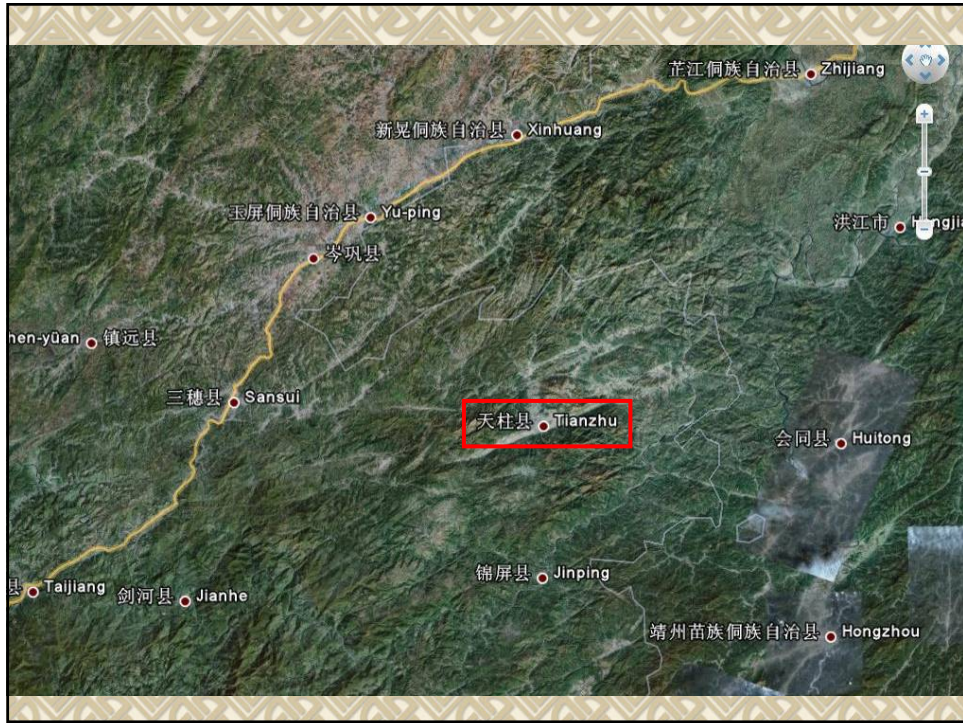 芷江侗族自治县 Zhijiang
新晃侗族自治县 Xinhuang
玉屏侗族自治县 Yu-ping
洪江市
岑巩县
hen-yüan 镇远县
三穗县 Sansui
天柱县 Tianzhu
会同县 Huitong
锦屏县 Jinping
县 Taijiang
剑河县 Jianhe
靖州苗族侗族自治县 Hongzhou